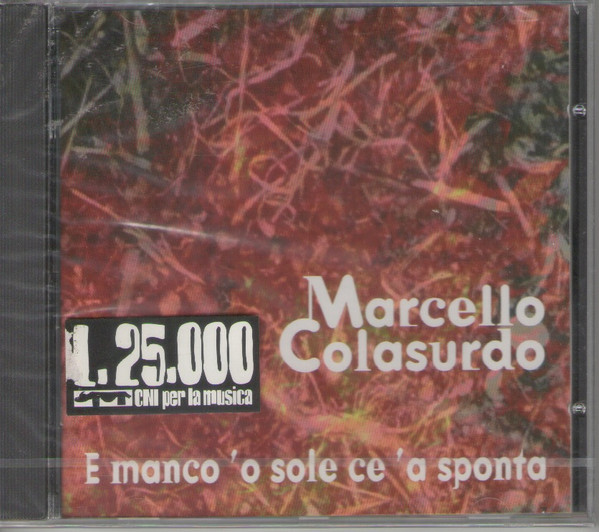 Marcello
Colasurdo
L. 25.000
CNI per la musica
E manco 'o sole ce 'a sponta